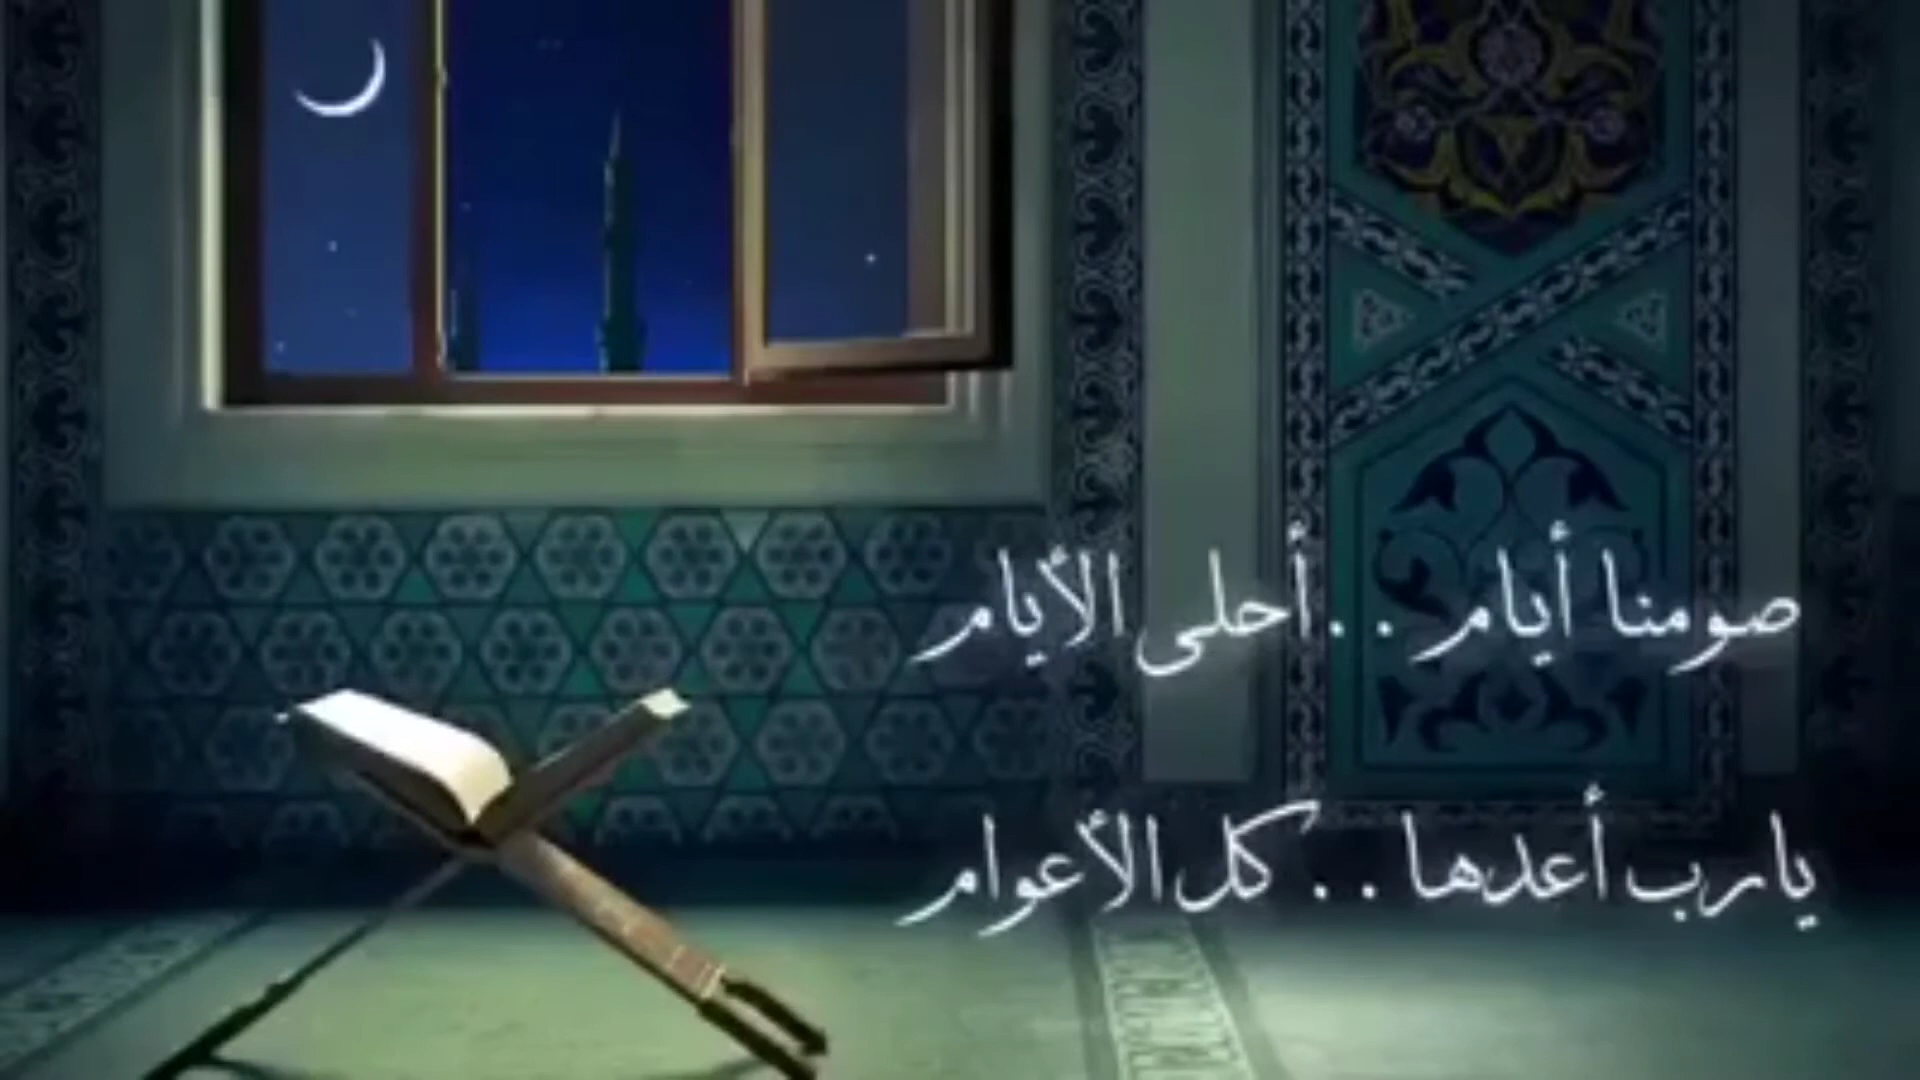 صومنا أيام . . أحلى الأيام
يارب أعدها . . كل الأعوام